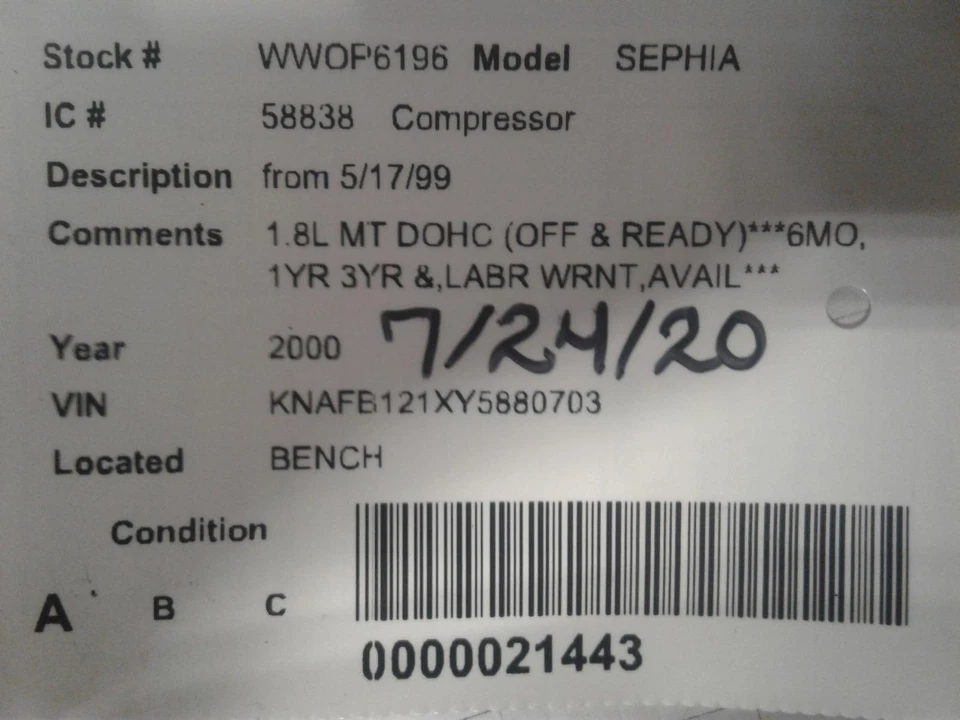 Stock # WWOP6196 Model SEPHIA
IC # 58838 Compressor
Description from 5/17/99
Comments 1.8L MT DOHC (OFF & READY)***6MO,
1YR 3YR &,LABR WRNT,AVAIL***
Year 2000 7/24/20
VIN KNAFB121XY5880703
Located BENCH
Condition
A B C
0000021443